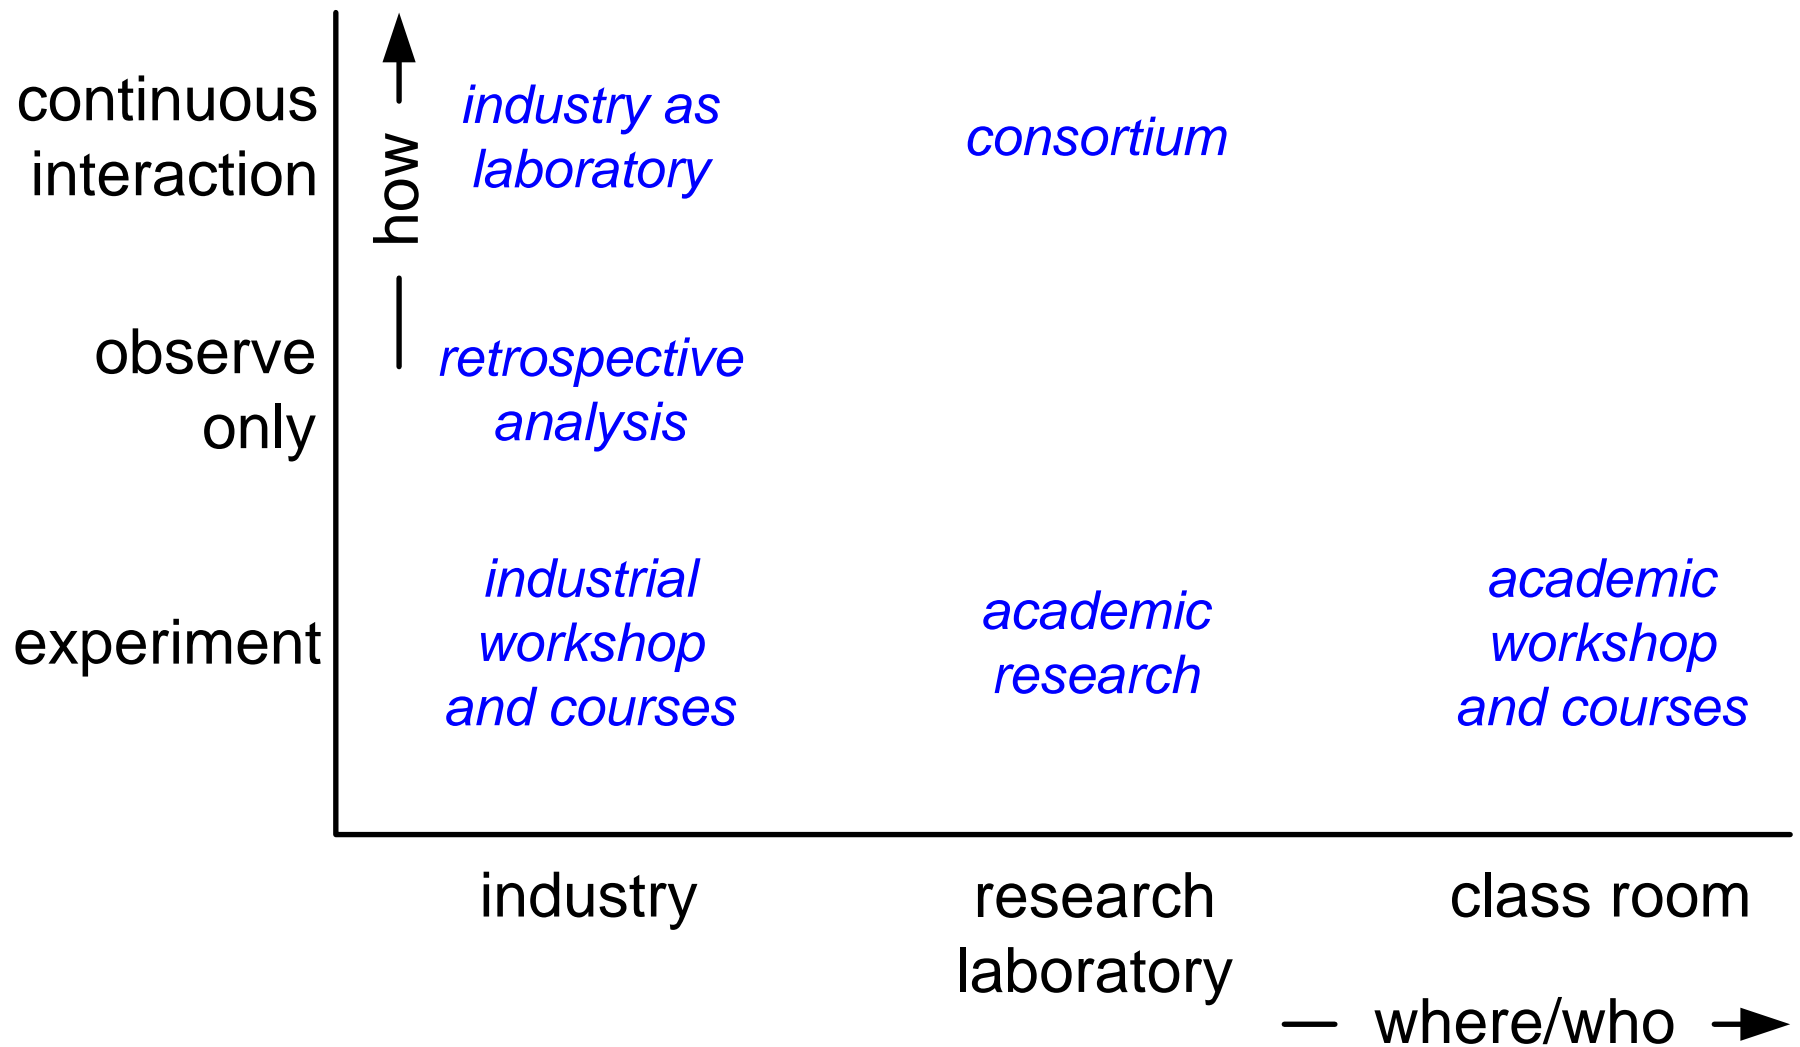 continuous
interaction
how
industry as
laboratory
consortium
observe
only
retrospective
analysis
experiment
industrial
workshop
and courses
academic
research
academic
workshop
and courses
industry
research
laboratory
class room
where/who